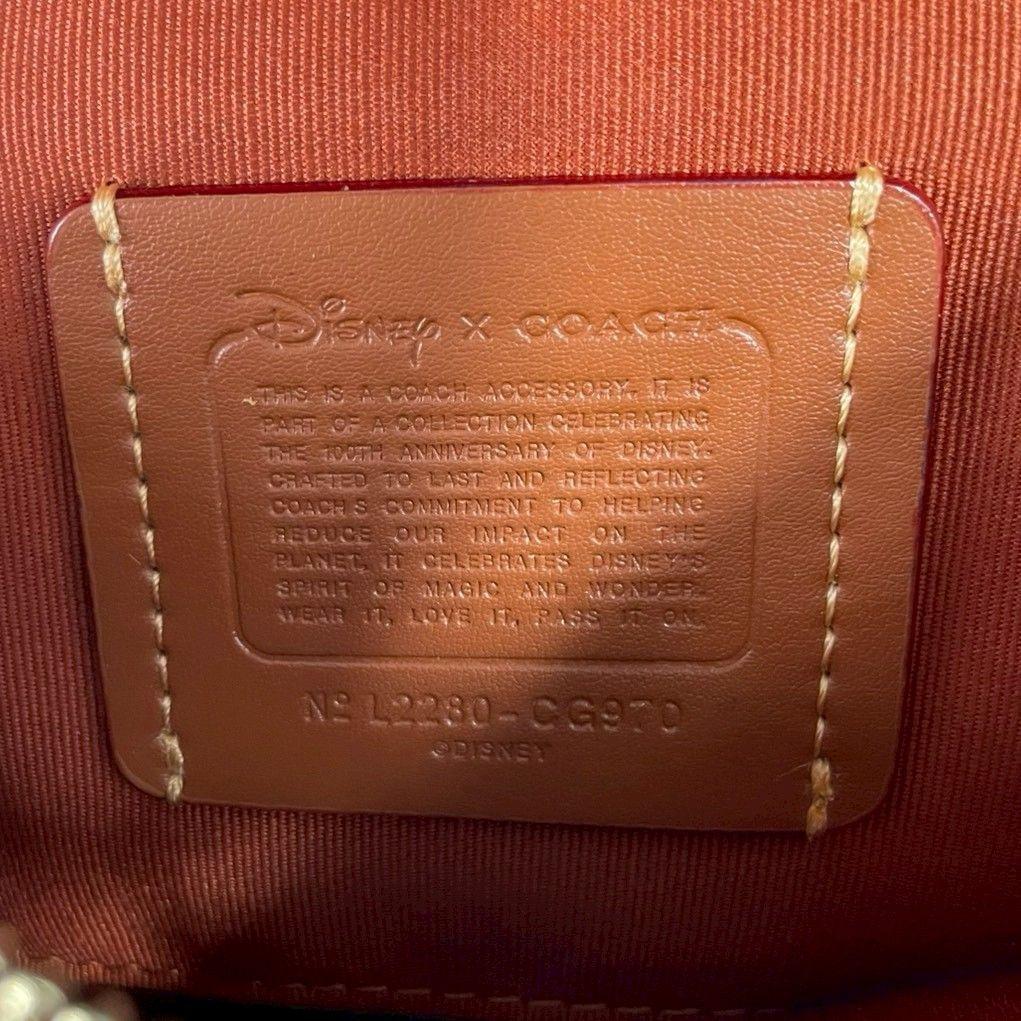 Disney X COACH
THIS IS A COACH ACCESSORY. IT IS
PART OF A COLLECTION CELEBRATING
THE 100TH ANNIVERSARY OF DISNEY.
CRAFTED TO LAST AND REFLECTING
COACH'S COMMITMENT TO HELPING
REDUCE OUR IMPACT ON THE
PLANET, IT CELEBRATES DISNEY'S
SPIRIT OF MAGIC AND WONDER.
WEAR IT, LOVE IT, PASS IT ON.
Nº L2280-CG970
©DISNEY